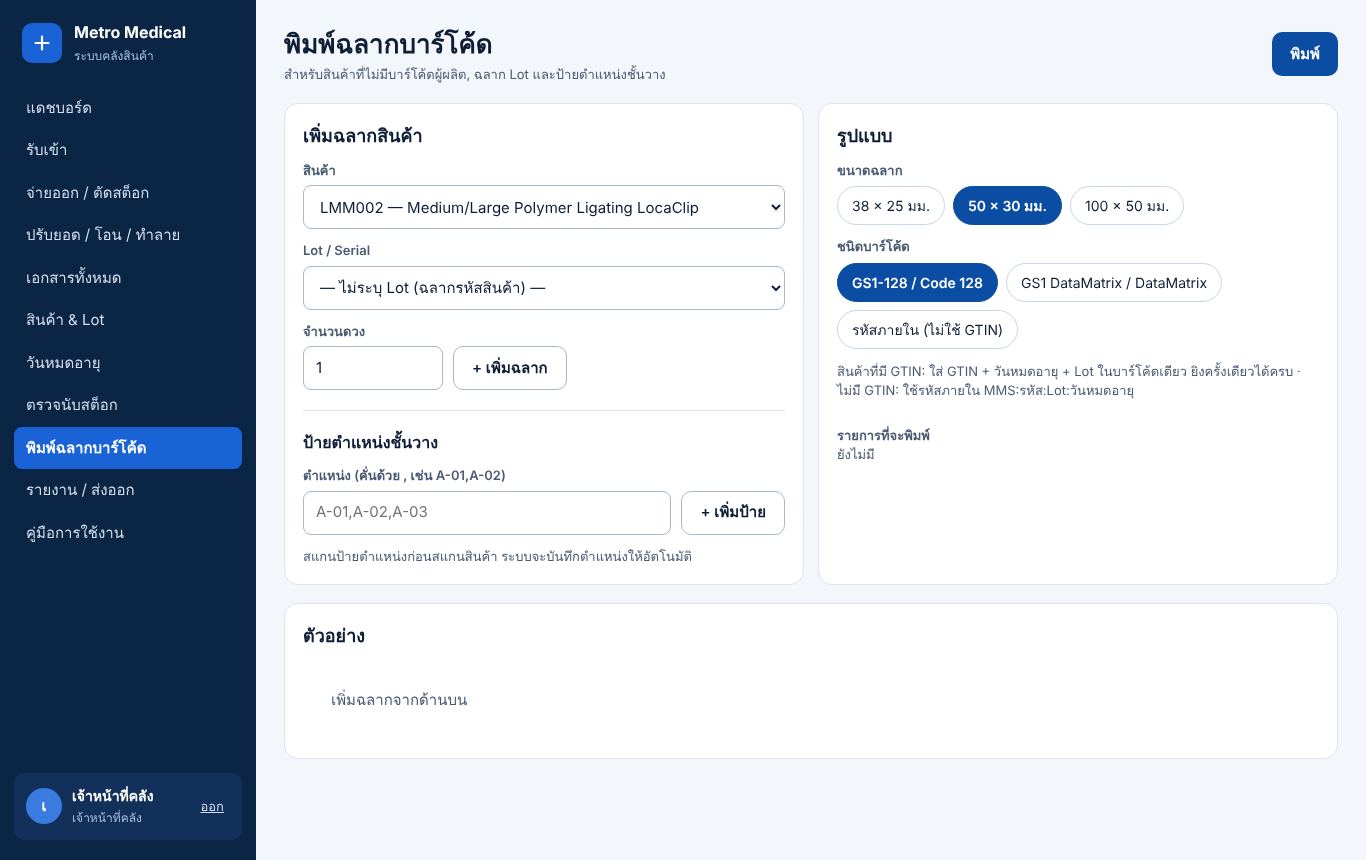 Metro Medical
ระบบคลังสินค้า
แดชบอร์ด
รับเข้า
จ่ายออก / ตัดสต็อก
ปรับยอด / โอน / ทำลาย
เอกสารทั้งหมด
สินค้า & Lot
วันหมดอายุ
ตรวจนับสต็อก
พิมพ์ฉลากบาร์โค้ด
รายงาน / ส่งออก
คู่มือการใช้งาน
เ
เจ้าหน้าที่คลัง
เจ้าหน้าที่คลัง
ออก
พิมพ์ฉลากบาร์โค้ด
สำหรับสินค้าที่ไม่มีบาร์โค้ดผู้ผลิต, ฉลาก Lot และป้ายตำแหน่งชั้นวาง
พิมพ์
เพิ่มฉลากสินค้า
สินค้า
LMM002 — Medium/Large Polymer Ligating LocaClip
Lot / Serial
— ไม่ระบุ Lot (ฉลากรหัสสินค้า) —
จำนวนดวง
1
+ เพิ่มฉลาก
ป้ายตำแหน่งชั้นวาง
ตำแหน่ง (คั่นด้วย , เช่น A-01,A-02)
A-01,A-02,A-03
+ เพิ่มป้าย
สแกนป้ายตำแหน่งก่อนสแกนสินค้า ระบบจะบันทึกตำแหน่งให้อัตโนมัติ
รูปแบบ
ขนาดฉลาก
38 × 25 มม.
50 × 30 มม.
100 × 50 มม.
ชนิดบาร์โค้ด
GS1-128 / Code 128
GS1 DataMatrix / DataMatrix
รหัสภายใน (ไม่ใช้ GTIN)
สินค้าที่มี GTIN: ใส่ GTIN + วันหมดอายุ + Lot ในบาร์โค้ดเดียว ยิงครั้งเดียวได้ครบ ·
ไม่มี GTIN: ใช้รหัสภายใน MMS:รหัส:Lot:วันหมดอายุ
รายการที่จะพิมพ์
ยังไม่มี
ตัวอย่าง
เพิ่มฉลากจากด้านบน